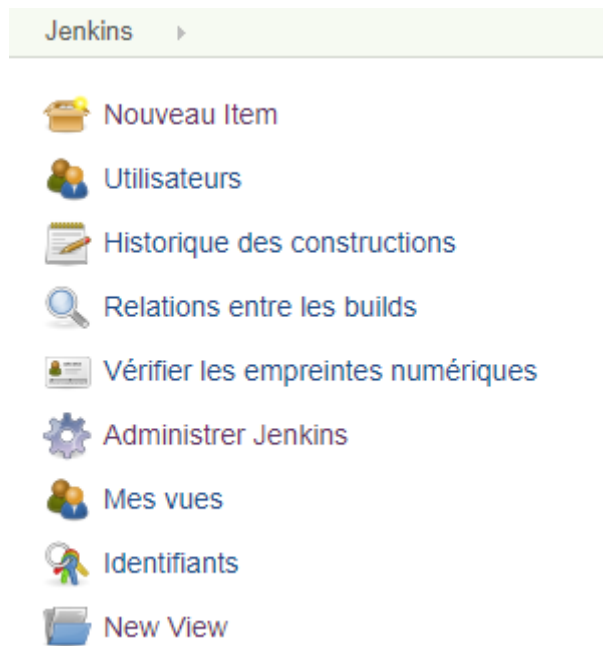 Jenkins
Nouveau Item
Utilisateurs
Historique des constructions
Relations entre les builds
Vérifier les empreintes numériques
Administrer Jenkins
Mes vues
Identifiants
New View